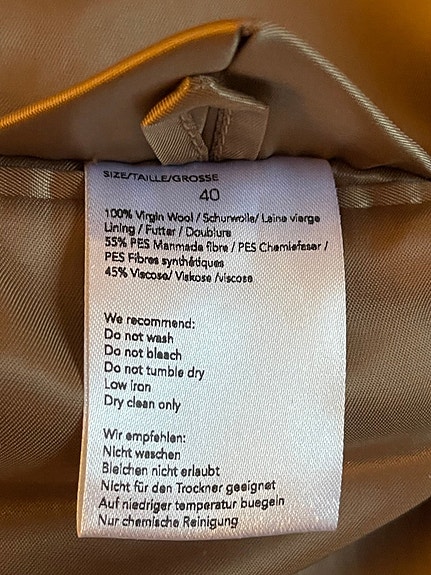 SIZE/TAILLE/GROSSE
40
100% Virgin Wool / Schurwolle/ Laine vierge
Lining / Futter / Doublure
55% PES Manmade fibre / PES Chemiefaser /
PES Fibres synthétiques
45% Viscose/ Viskose /viscose
We recommend:
Do not wash
Do not bleach
Do not tumble dry
Low iron
Dry clean only
Wir empfehlen:
Nicht waschen
Bleichen nicht erlaubt
Nicht für den Trockner geeignet
Auf niedriger temperatur buegeln
Nur chemische Reinigung